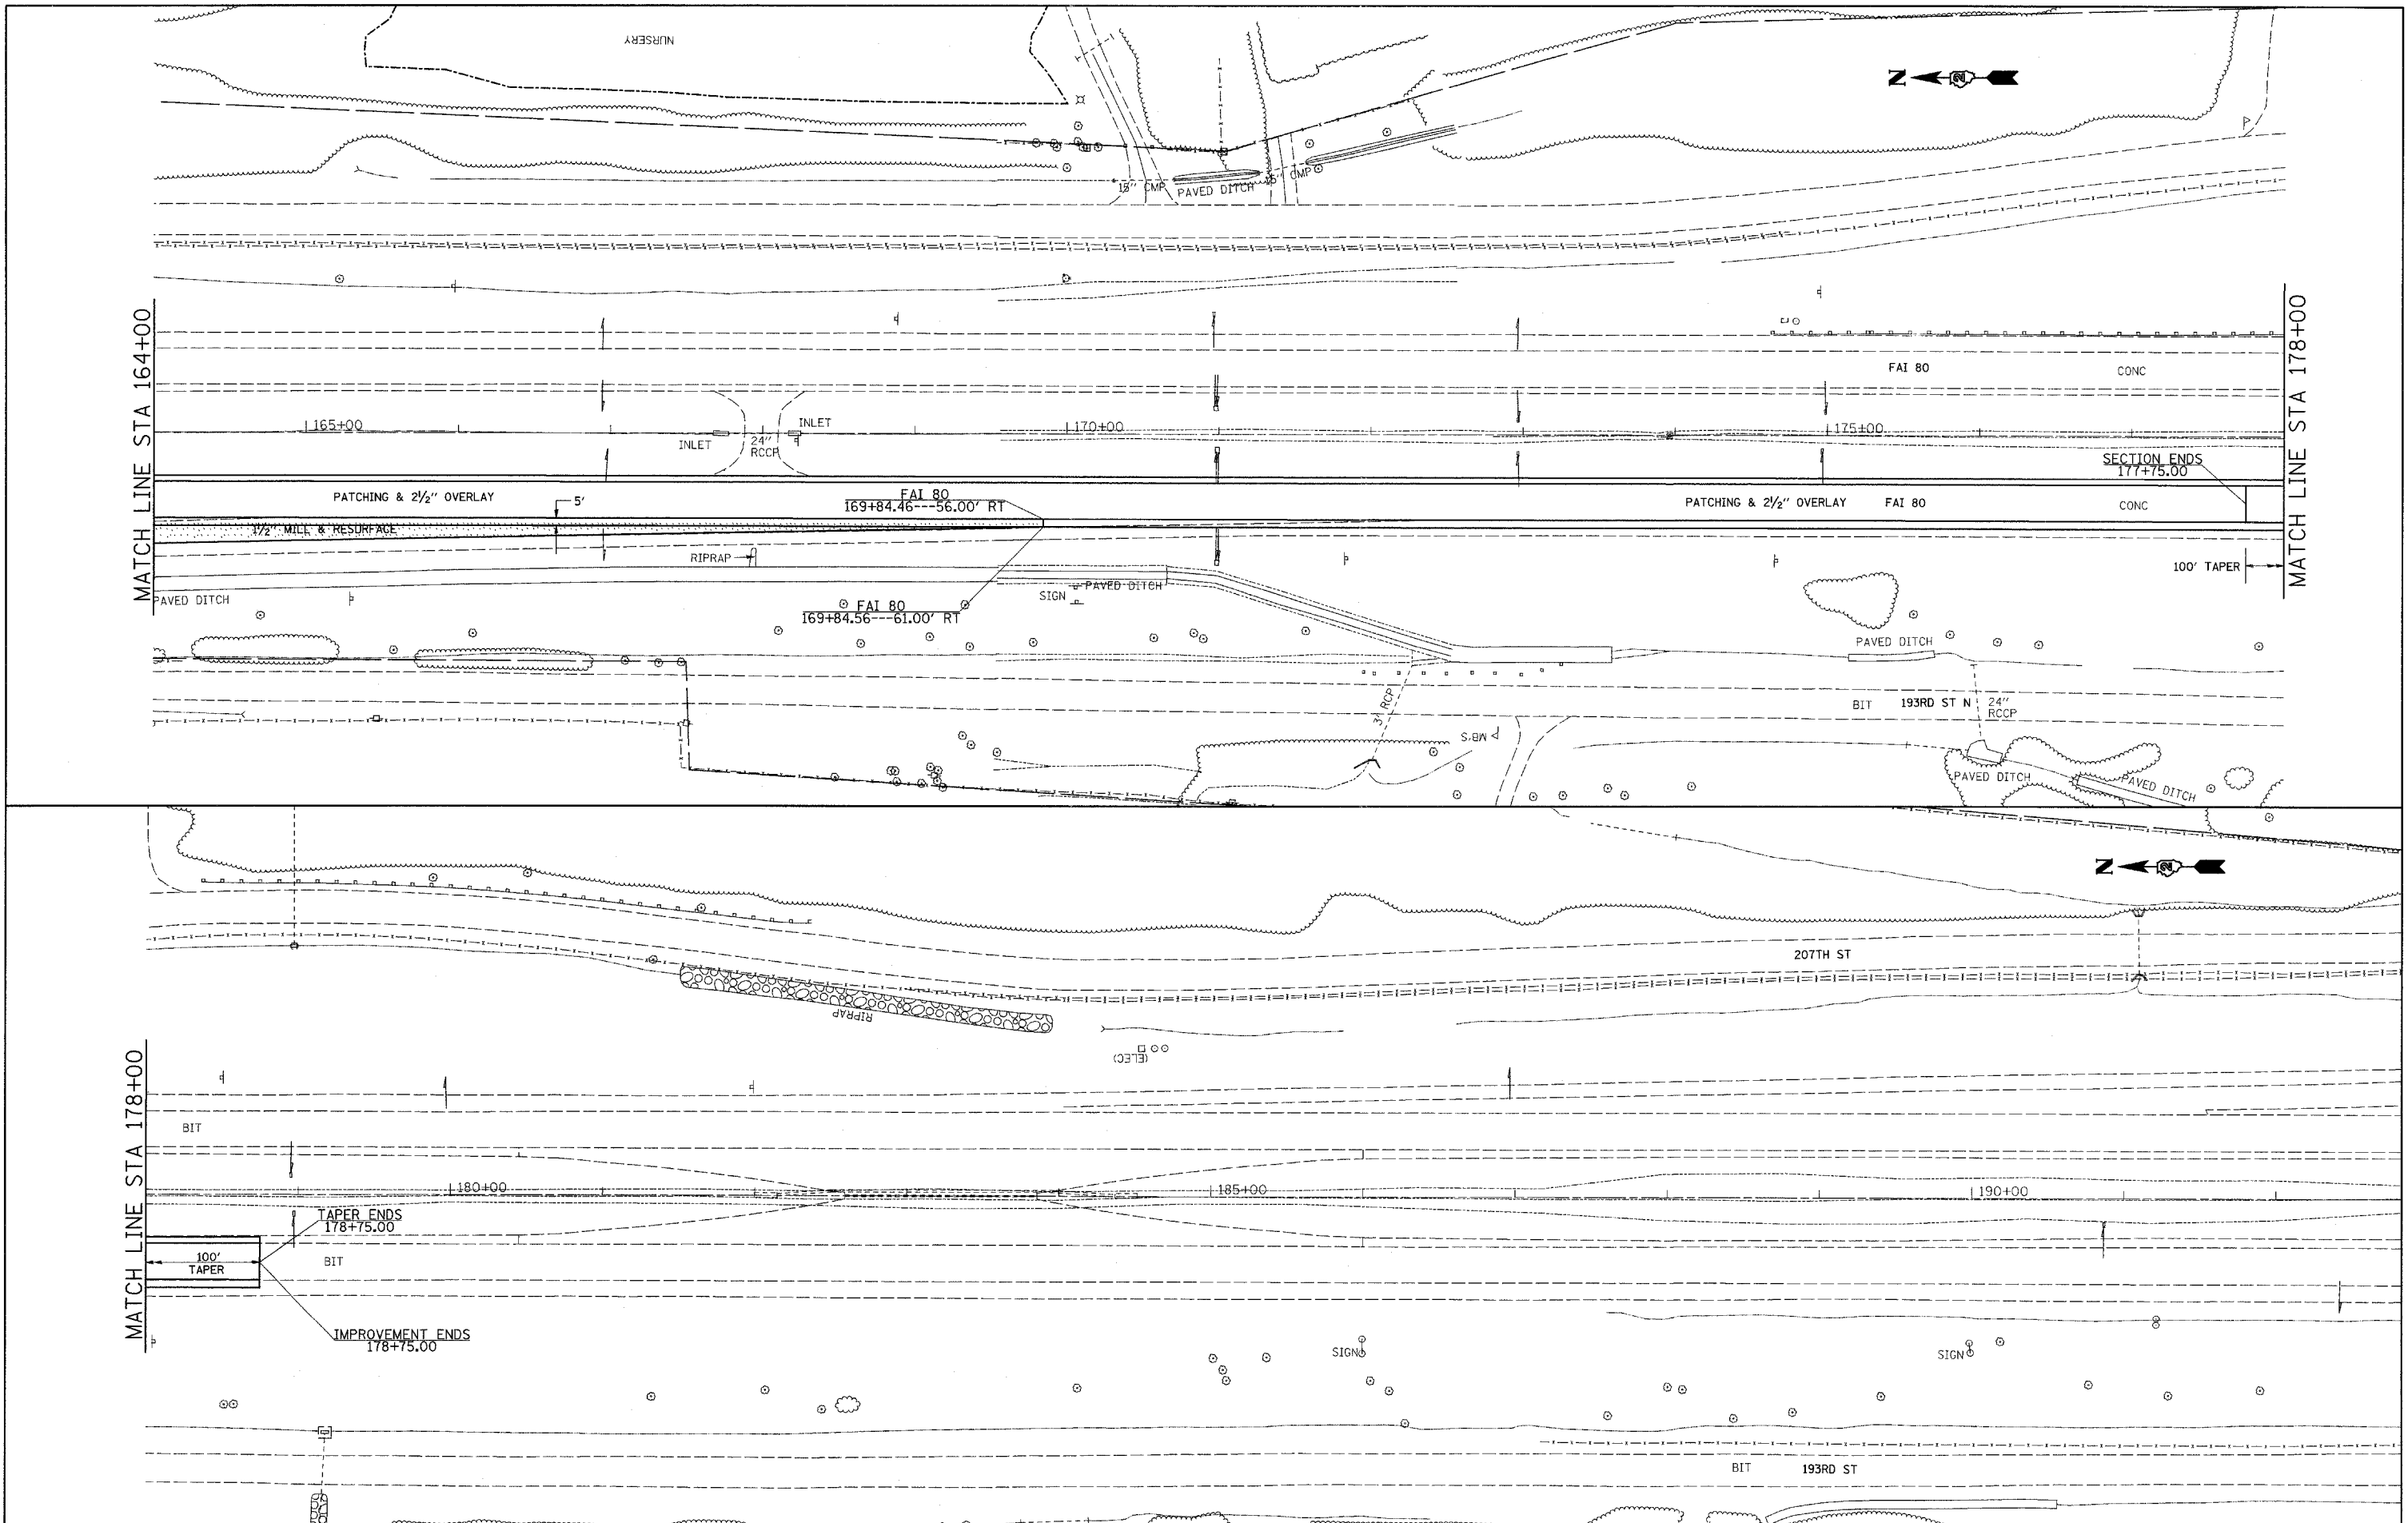 NURSERY
N
2
15" CMP
PAVED DITCH
15" CMP
MATCH LINE STA 164+00
MATCH LINE STA 178+00
FAI 80
CONC
165+00
INLET
INLET
24"
RCCP
170+00
175+00
SECTION ENDS
177+75.00
PATCHING & 2½" OVERLAY
5'
FAI 80
169+84.46---56.00' RT
PATCHING & 2½" OVERLAY
FAI 80
CONC
1½" MILL & RESURFACE
RIPRAP
100' TAPER
PAVED DITCH
SIGN
PAVED DITCH
FAI 80
169+84.56---61.00' RT
PAVED DITCH
3' RCP
BIT
193RD ST N
24"
RCCP
MB'S
PAVED DITCH
PAVED DITCH
N
2
207TH ST
RIPRAP
(ELEC)
MATCH LINE STA 178+00
BIT
180+00
185+00
190+00
TAPER ENDS
178+75.00
100'
TAPER
BIT
IMPROVEMENT ENDS
178+75.00
SIGN
SIGN
BIT
193RD ST